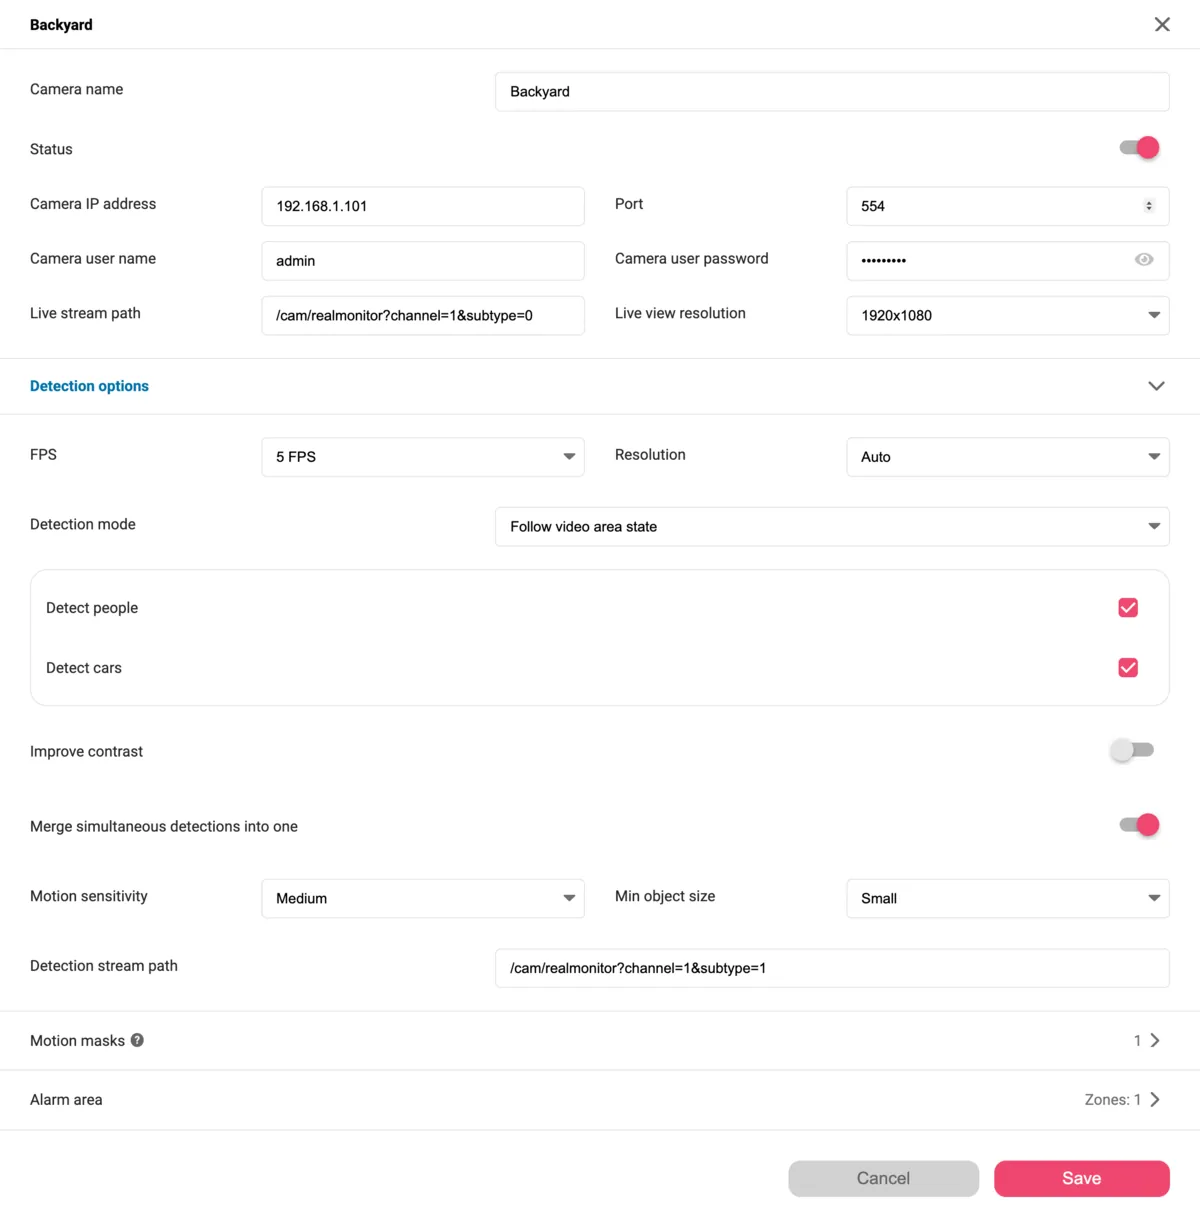 Backyard
Camera name
Backyard
Status
Camera IP address
192.168.1.101
Port
554
Camera user name
admin
Camera user password
•••••••••
Live stream path
/cam/realmonitor?channel=1&subtype=0
Live view resolution
1920x1080
Detection options
FPS
5 FPS
Resolution
Auto
Detection mode
Follow video area state
Detect people
Detect cars
Improve contrast
Merge simultaneous detections into one
Motion sensitivity
Medium
Min object size
Small
Detection stream path
/cam/realmonitor?channel=1&subtype=1
Motion masks ?
1
Alarm area
Zones: 1
Cancel
Save